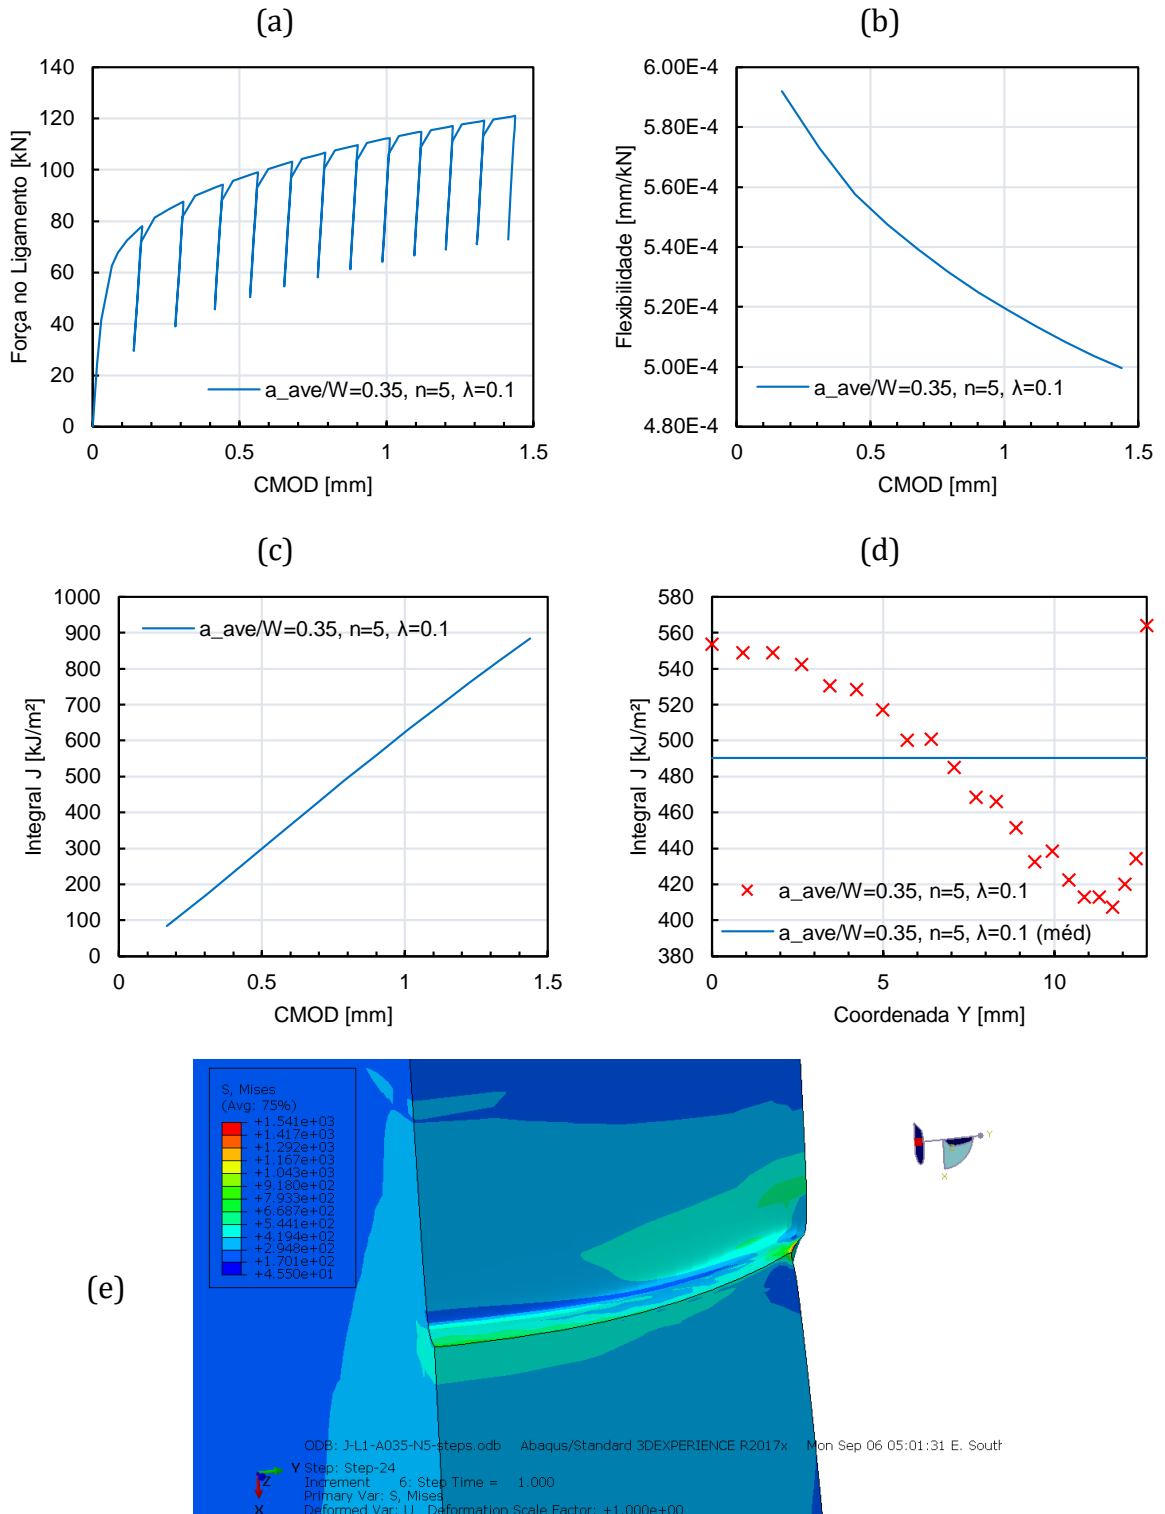 (a)
140
120
100
80
60
40
20
0
Força no Ligamento [kN]
a_ave/W=0.35, n=5, λ=0.1
0 0.5 1 1.5
CMOD [mm]
(b)
6.00E-4
5.80E-4
5.60E-4
5.40E-4
5.20E-4
5.00E-4
4.80E-4
Flexibilidade [mm/kN]
a_ave/W=0.35, n=5, λ=0.1
0 0.5 1 1.5
CMOD [mm]
(c)
1000
900
800
700
600
500
400
300
200
100
0
Integral J [kJ/m²]
a_ave/W=0.35, n=5, λ=0.1
0 0.5 1 1.5
CMOD [mm]
(d)
580
560
540
520
500
480
460
440
420
400
380
Integral J [kJ/m²]
a_ave/W=0.35, n=5, λ=0.1
a_ave/W=0.35, n=5, λ=0.1 (méd)
0 5 10
Coordenada Y [mm]
(e)
S, Mises
(Avg: 75%)
+1.541e+03
+1.417e+03
+1.292e+03
+1.167e+03
+1.043e+03
+9.180e+02
+7.933e+02
+6.687e+02
+5.441e+02
+4.194e+02
+2.948e+02
+1.701e+02
+4.550e+01
Y
Z
X
ODB: J-L1-A035-N5-steps.odb Abaqus/Standard 3DEXPERIENCE R2017x Mon Sep 06 05:01:31 E. South
Y Step: Step-24
Z Increment 6: Step Time = 1.000
Primary Var: S, Mises
X Deformed Var: U Deformation Scale Factor: +1.000e+00